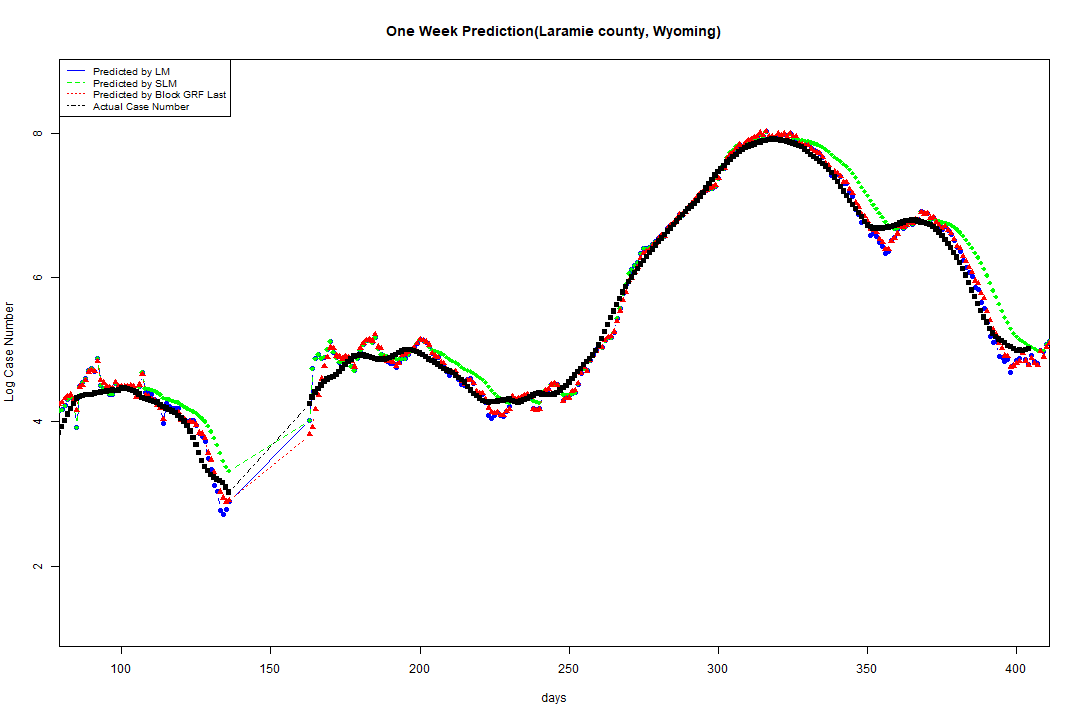 One Week Prediction(Laramie county, Wyoming)
Predicted by LM
Predicted by SLM
Predicted by Block GRF Last
Actual Case Number
Log Case Number
8
6
4
2
100 150 200 250 300 350 400
days